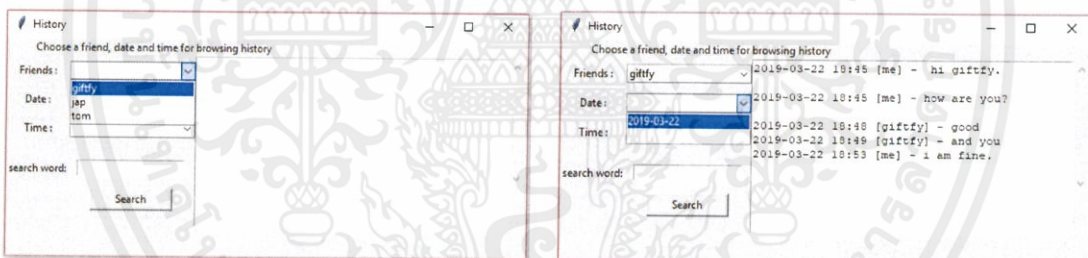 History
Choose a friend, date and time for browsing history
Friends :
giftfy
jap
tom
Date :
Time :
search word:
Search
History
Choose a friend, date and time for browsing history
Friends : giftfy
Date :
2019-03-22
Time :
search word:
Search
2019-03-22 18:45 [me] - hi giftfy.
2019-03-22 18:45 [me] - how are you?
2019-03-22 18:48 [giftfy] - good
2019-03-22 18:49 [giftfy] - and you
2019-03-22 18:53 [me] - i am fine.